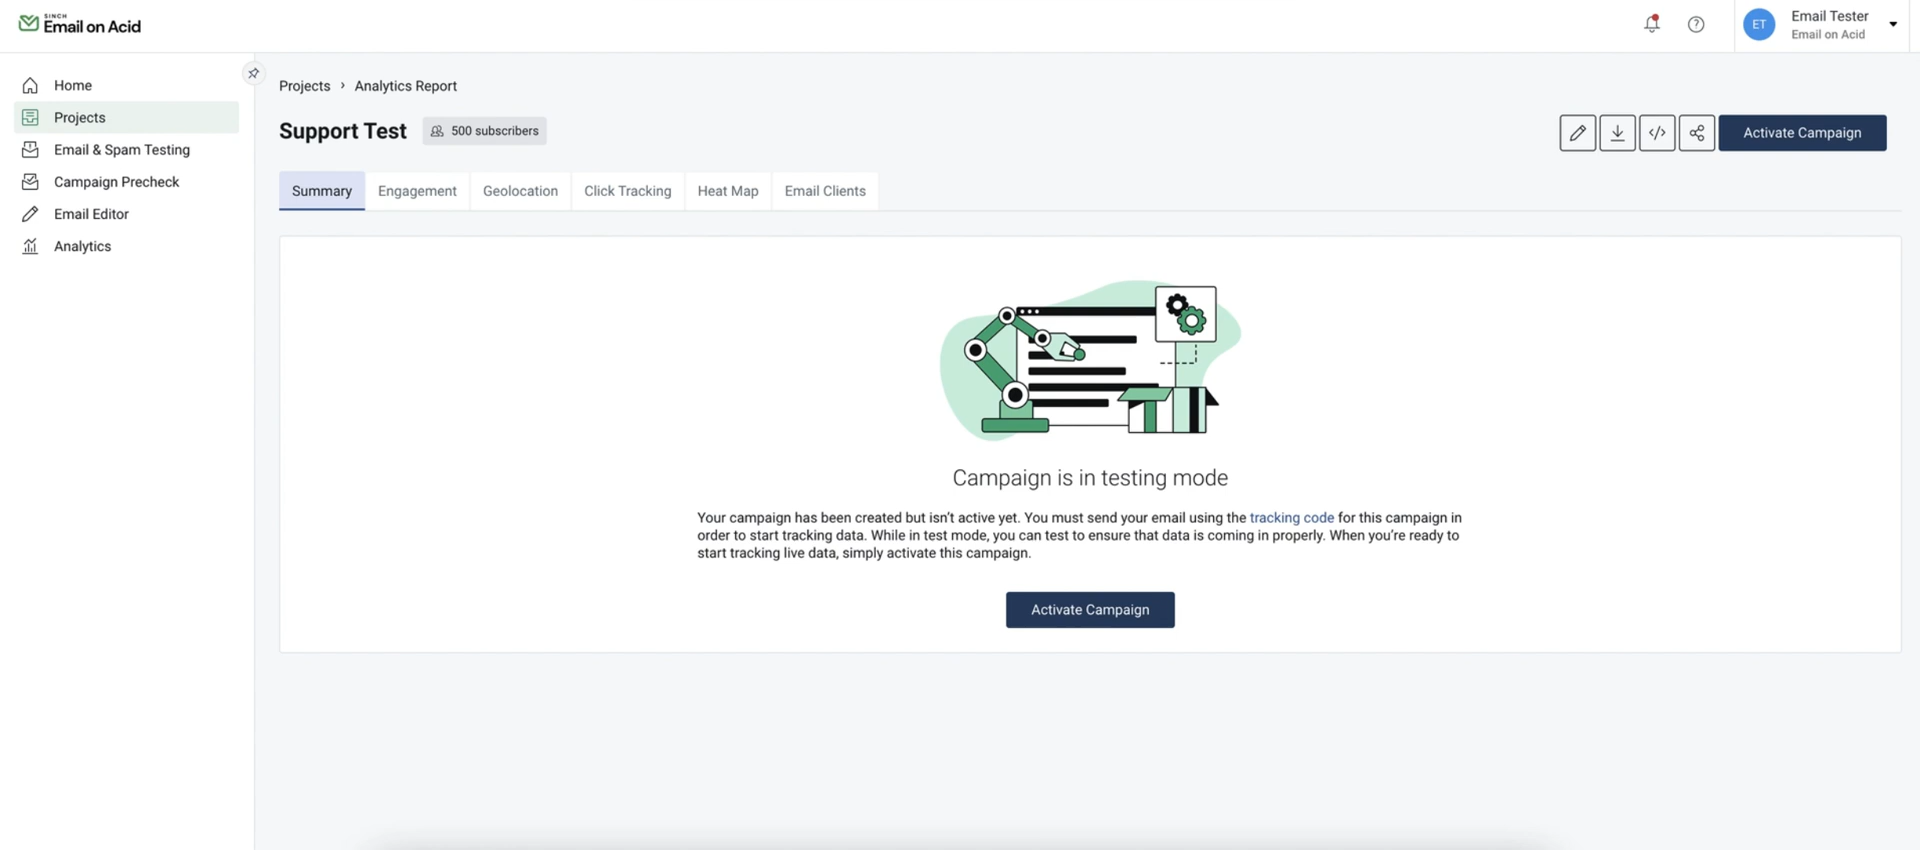 SINCH
Email on Acid
ET
Email Tester
Email on Acid
Home
Projects
Email & Spam Testing
Campaign Precheck
Email Editor
Analytics
Projects › Analytics Report
Support Test
500 subscribers
Activate Campaign
Summary
Engagement
Geolocation
Click Tracking
Heat Map
Email Clients
Campaign is in testing mode
Your campaign has been created but isn’t active yet. You must send your email using the tracking code for this campaign in
order to start tracking data. While in test mode, you can test to ensure that data is coming in properly. When you’re ready to
start tracking live data, simply activate this campaign.
Activate Campaign